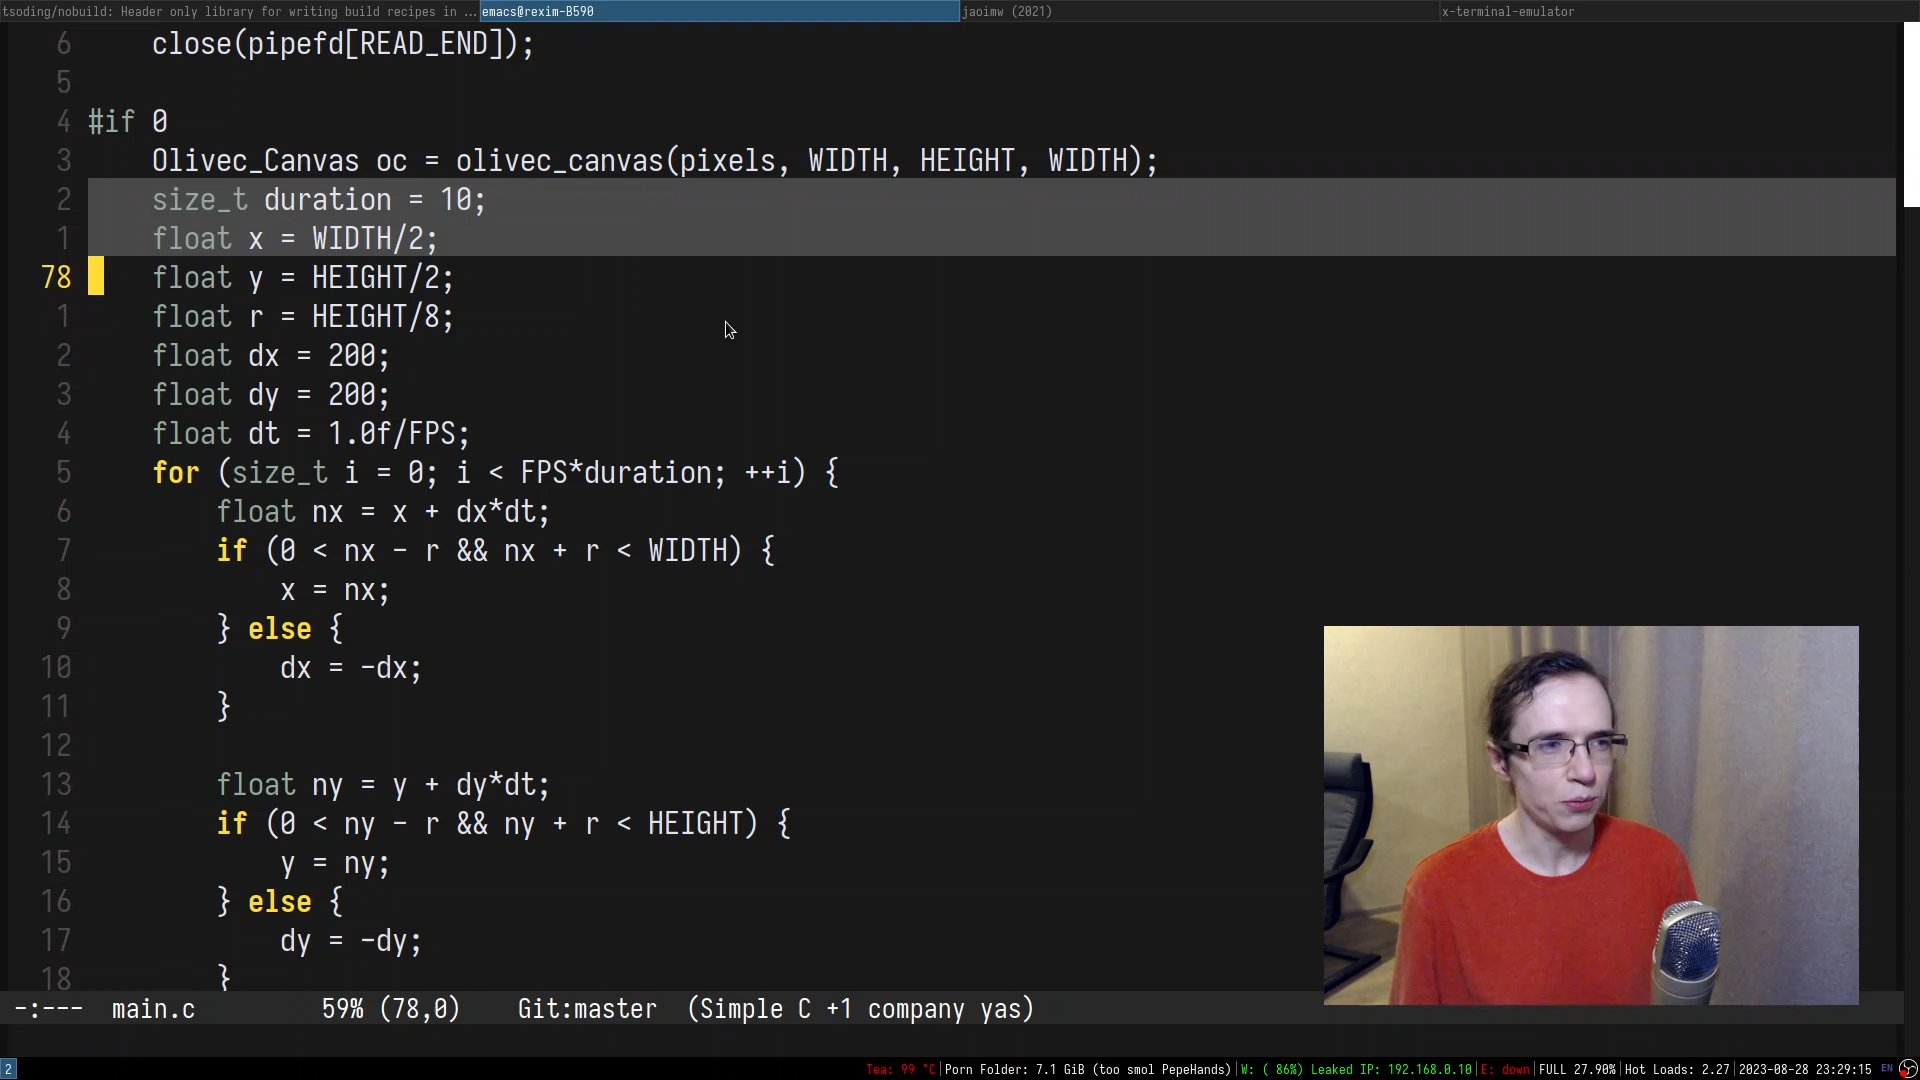 tsoding/nobuild: Header only library for writing build recipes in ...
emacs@rexim-B590
jaoimw (2021)
x-terminal-emulator
6 close(pipefd[READ_END]);
5
4 #if 0
3 Olivec_Canvas oc = olivec_canvas(pixels, WIDTH, HEIGHT, WIDTH);
2 size_t duration = 10;
1 float x = WIDTH/2;
78 float y = HEIGHT/2;
1 float r = HEIGHT/8;
2 float dx = 200;
3 float dy = 200;
4 float dt = 1.0f/FPS;
5 for (size_t i = 0; i < FPS*duration; ++i) {
6 float nx = x + dx*dt;
7 if (0 < nx - r && nx + r < WIDTH) {
8 x = nx;
9 } else {
10 dx = -dx;
11 }
12
13 float ny = y + dy*dt;
14 if (0 < ny - r && ny + r < HEIGHT) {
15 y = ny;
16 } else {
17 dy = -dy;
18 }
-:--- main.c 59% (78,0) Git:master (Simple C +1 company yas)
2 Tea: 99 °C|Porn Folder: 7.1 GiB (too smol PepeHands)|W: ( 86%) Leaked IP: 192.168.0.10|E: down|FULL 27.90%|Hot Loads: 2.27|2023-08-28 23:29:15 EN